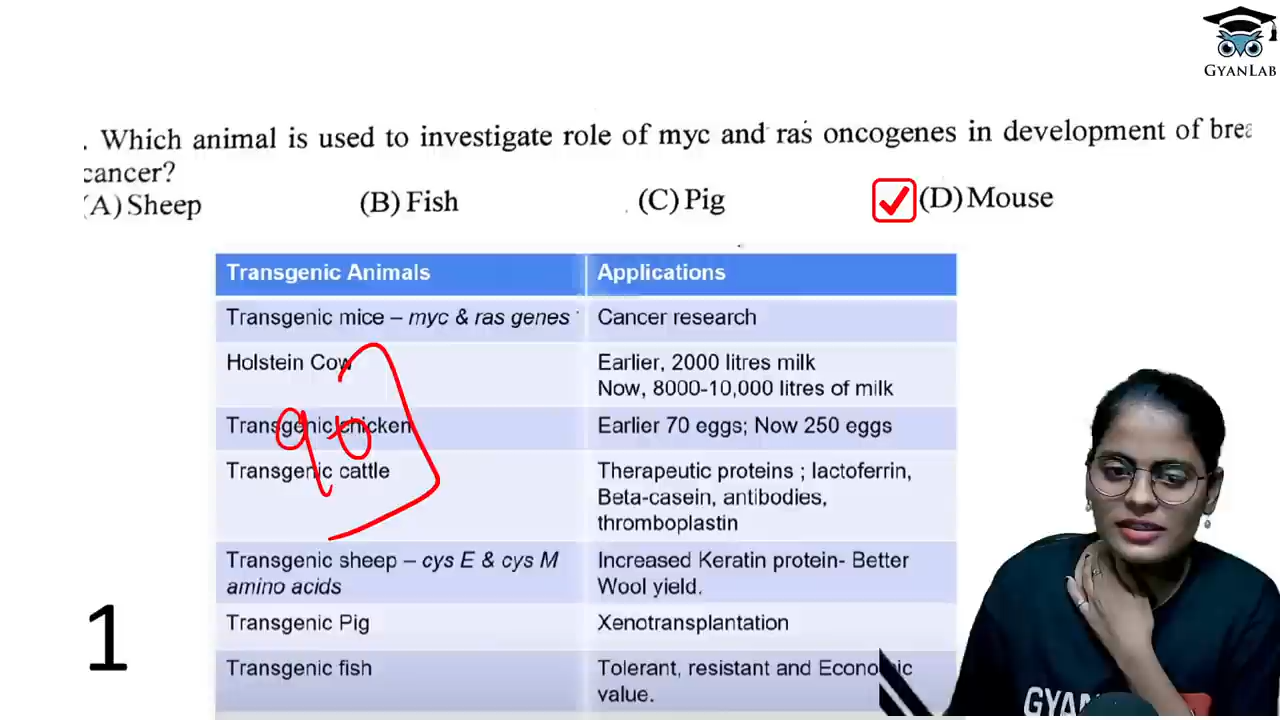 GYANLAB
. Which animal is used to investigate role of myc and ras oncogenes in development of brea
cancer?
(A) Sheep (B) Fish (C) Pig (D) Mouse
Transgenic Animals Applications
Transgenic mice – myc & ras genes Cancer research
Holstein Cow Earlier, 2000 litres milk
Now, 8000-10,000 litres of milk
Transgenic chicken Earlier 70 eggs; Now 250 eggs
90
Transgenic cattle Therapeutic proteins ; lactoferrin,
Beta-casein, antibodies,
thromboplastin
Transgenic sheep – cys E & cys M Increased Keratin protein- Better
amino acids Wool yield.
Transgenic Pig Xenotransplantation
1
Transgenic fish Tolerant, resistant and Economic
value.
GYAN